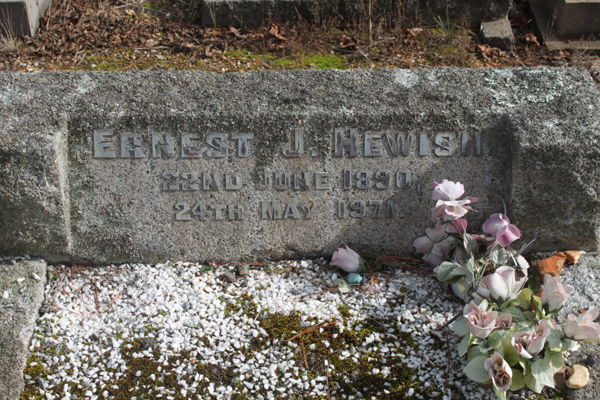 ERNEST J. HEWISH
22ND JUNE 1890,
24TH MAY 1971.